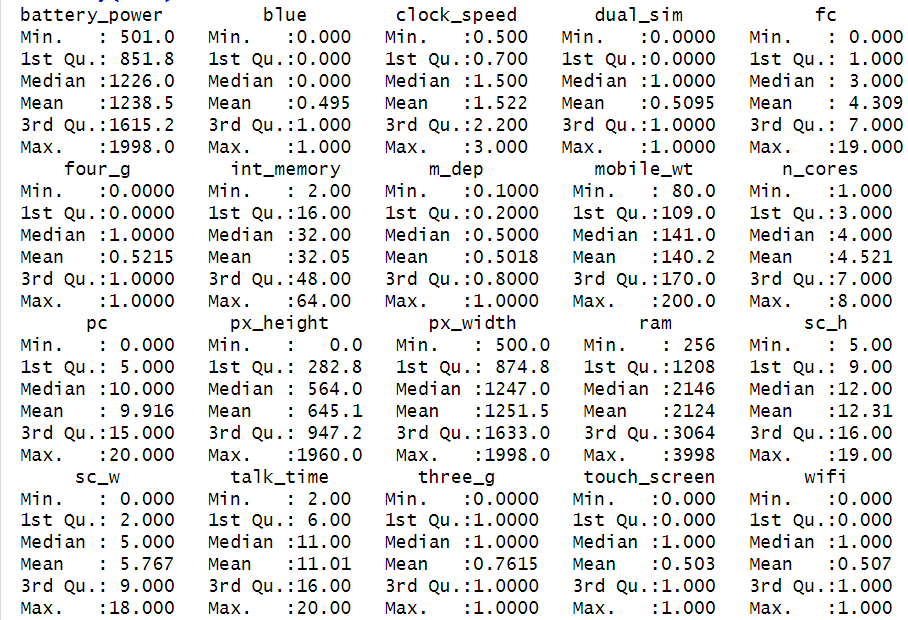 battery_power blue clock_speed dual_sim fc
Min. : 501.0 Min. :0.000 Min. :0.500 Min. :0.0000 Min. : 0.000
1st Qu.: 851.8 1st Qu.:0.000 1st Qu.:0.700 1st Qu.:0.0000 1st Qu.: 1.000
Median :1226.0 Median :0.000 Median :1.500 Median :1.0000 Median : 3.000
Mean :1238.5 Mean :0.495 Mean :1.522 Mean :0.5095 Mean : 4.309
3rd Qu.:1615.2 3rd Qu.:1.000 3rd Qu.:2.200 3rd Qu.:1.0000 3rd Qu.: 7.000
Max. :1998.0 Max. :1.000 Max. :3.000 Max. :1.0000 Max. :19.000
four_g int_memory m_dep mobile_wt n_cores
Min. :0.0000 Min. : 2.00 Min. :0.1000 Min. : 80.0 Min. :1.000
1st Qu.:0.0000 1st Qu.:16.00 1st Qu.:0.2000 1st Qu.:109.0 1st Qu.:3.000
Median :1.0000 Median :32.00 Median :0.5000 Median :141.0 Median :4.000
Mean :0.5215 Mean :32.05 Mean :0.5018 Mean :140.2 Mean :4.521
3rd Qu.:1.0000 3rd Qu.:48.00 3rd Qu.:0.8000 3rd Qu.:170.0 3rd Qu.:7.000
Max. :1.0000 Max. :64.00 Max. :1.0000 Max. :200.0 Max. :8.000
pc px_height px_width ram sc_h
Min. : 0.000 Min. : 0.0 Min. : 500.0 Min. : 256 Min. : 5.00
1st Qu.: 5.000 1st Qu.: 282.8 1st Qu.: 874.8 1st Qu.:1208 1st Qu.: 9.00
Median :10.000 Median : 564.0 Median :1247.0 Median :2146 Median :12.00
Mean : 9.916 Mean : 645.1 Mean :1251.5 Mean :2124 Mean :12.31
3rd Qu.:15.000 3rd Qu.: 947.2 3rd Qu.:1633.0 3rd Qu.:3064 3rd Qu.:16.00
Max. :20.000 Max. :1960.0 Max. :1998.0 Max. :3998 Max. :19.00
sc_w talk_time three_g touch_screen wifi
Min. : 0.000 Min. : 2.00 Min. :0.0000 Min. :0.000 Min. :0.000
1st Qu.: 2.000 1st Qu.: 6.00 1st Qu.:1.0000 1st Qu.:0.000 1st Qu.:0.000
Median : 5.000 Median :11.00 Median :1.0000 Median :1.000 Median :1.000
Mean : 5.767 Mean :11.01 Mean :0.7615 Mean :0.503 Mean :0.507
3rd Qu.: 9.000 3rd Qu.:16.00 3rd Qu.:1.0000 3rd Qu.:1.000 3rd Qu.:1.000
Max. :18.000 Max. :20.00 Max. :1.0000 Max. :1.000 Max. :1.000